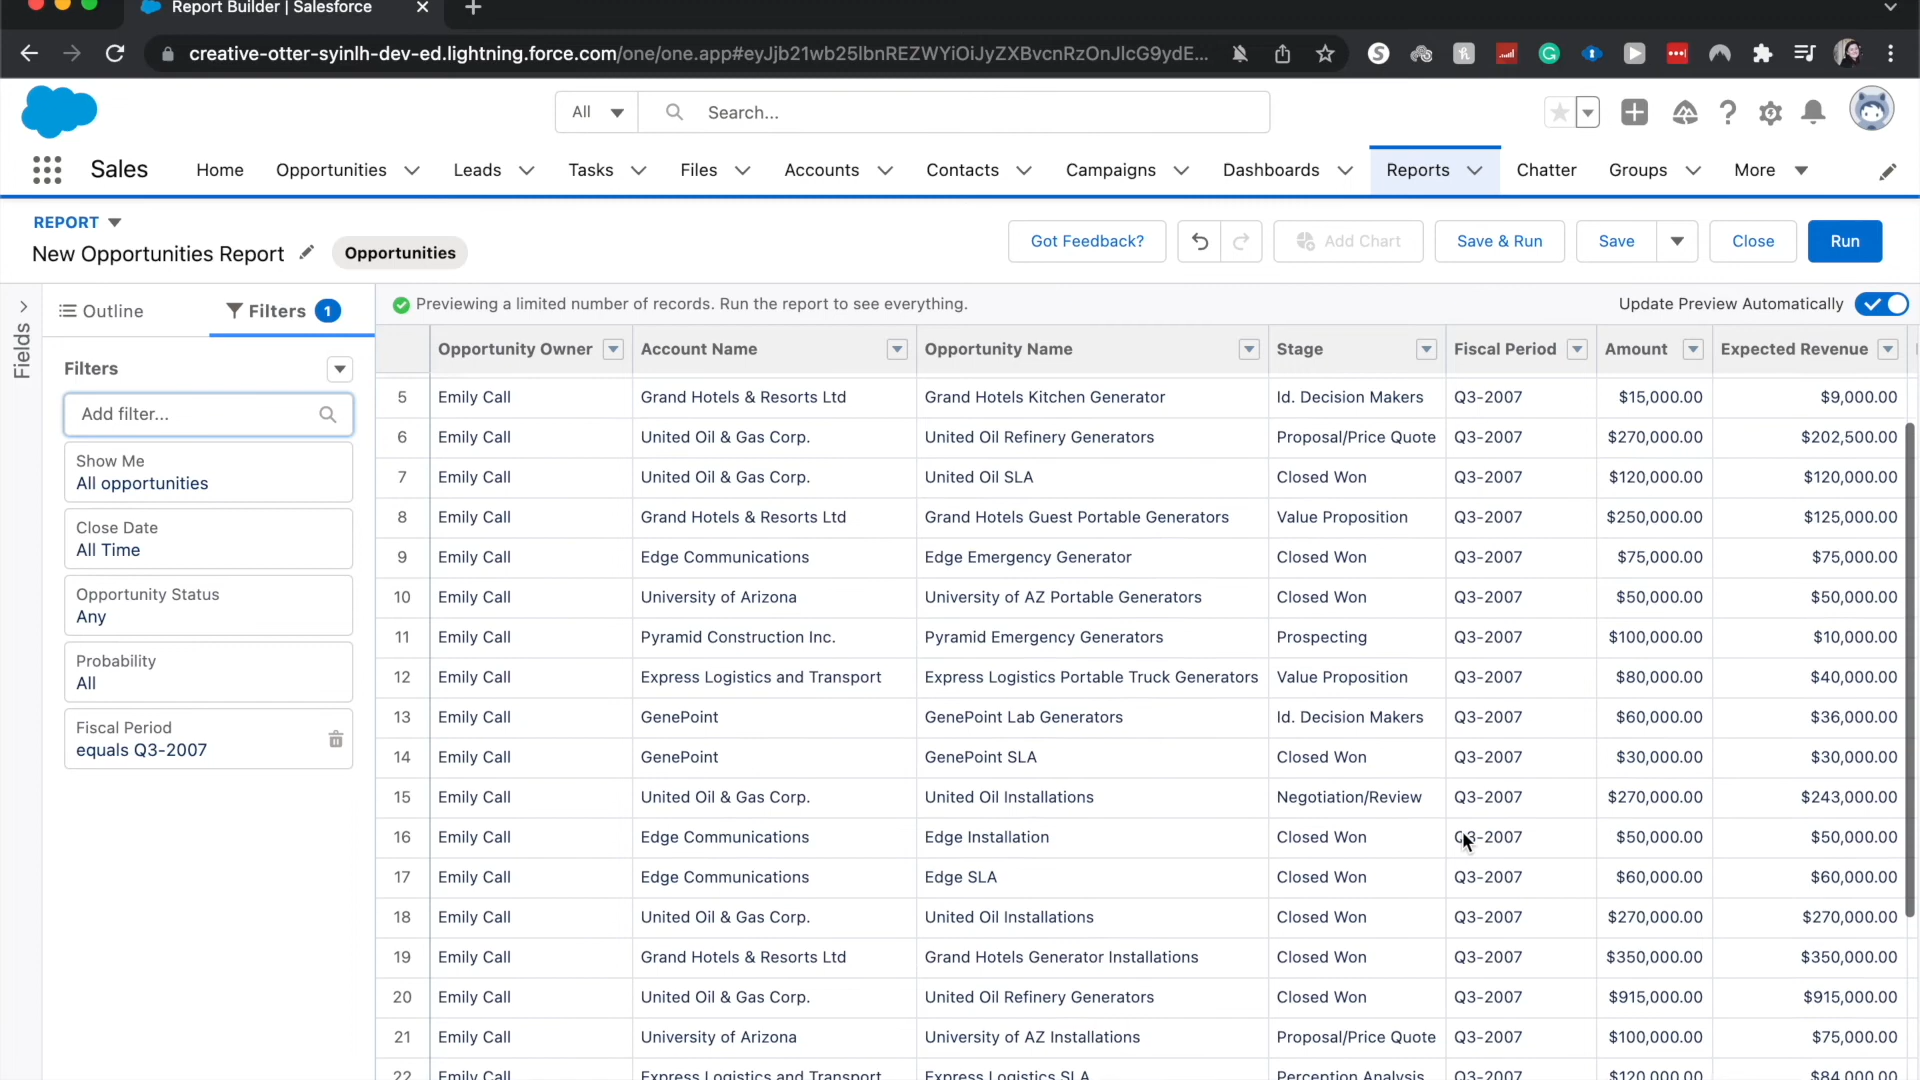 Report Builder | Salesforce
creative-otter-syinlh-dev-ed.lightning.force.com/one/one.app#eyJjb21wb25lbnREZWYiOiJyZXBvcnRzOnJlcG9ydE...
All Search...
Sales Home Opportunities Leads Tasks Files Accounts Contacts Campaigns Dashboards Reports Chatter Groups More
REPORT
New Opportunities Report Opportunities
Got Feedback? Add Chart Save & Run Save Close Run
Fields
Outline Filters 1
Previewing a limited number of records. Run the report to see everything. Update Preview Automatically
Filters
Add filter...
Show Me
All opportunities
Close Date
All Time
Opportunity Status
Any
Probability
All
Fiscal Period
equals Q3-2007
Opportunity Owner Account Name Opportunity Name Stage Fiscal Period Amount Expected Revenue
5 Emily Call Grand Hotels & Resorts Ltd Grand Hotels Kitchen Generator Id. Decision Makers Q3-2007 $15,000.00 $9,000.00
6 Emily Call United Oil & Gas Corp. United Oil Refinery Generators Proposal/Price Quote Q3-2007 $270,000.00 $202,500.00
7 Emily Call United Oil & Gas Corp. United Oil SLA Closed Won Q3-2007 $120,000.00 $120,000.00
8 Emily Call Grand Hotels & Resorts Ltd Grand Hotels Guest Portable Generators Value Proposition Q3-2007 $250,000.00 $125,000.00
9 Emily Call Edge Communications Edge Emergency Generator Closed Won Q3-2007 $75,000.00 $75,000.00
10 Emily Call University of Arizona University of AZ Portable Generators Closed Won Q3-2007 $50,000.00 $50,000.00
11 Emily Call Pyramid Construction Inc. Pyramid Emergency Generators Prospecting Q3-2007 $100,000.00 $10,000.00
12 Emily Call Express Logistics and Transport Express Logistics Portable Truck Generators Value Proposition Q3-2007 $80,000.00 $40,000.00
13 Emily Call GenePoint GenePoint Lab Generators Id. Decision Makers Q3-2007 $60,000.00 $36,000.00
14 Emily Call GenePoint GenePoint SLA Closed Won Q3-2007 $30,000.00 $30,000.00
15 Emily Call United Oil & Gas Corp. United Oil Installations Negotiation/Review Q3-2007 $270,000.00 $243,000.00
16 Emily Call Edge Communications Edge Installation Closed Won Q3-2007 $50,000.00 $50,000.00
17 Emily Call Edge Communications Edge SLA Closed Won Q3-2007 $60,000.00 $60,000.00
18 Emily Call United Oil & Gas Corp. United Oil Installations Closed Won Q3-2007 $270,000.00 $270,000.00
19 Emily Call Grand Hotels & Resorts Ltd Grand Hotels Generator Installations Closed Won Q3-2007 $350,000.00 $350,000.00
20 Emily Call United Oil & Gas Corp. United Oil Refinery Generators Closed Won Q3-2007 $915,000.00 $915,000.00
21 Emily Call University of Arizona University of AZ Installations Proposal/Price Quote Q3-2007 $100,000.00 $75,000.00
22 Emily Call Express Logistics and Transport Express Logistics SLA Perception Analysis Q3-2007 $120,000.00 $84,000.00